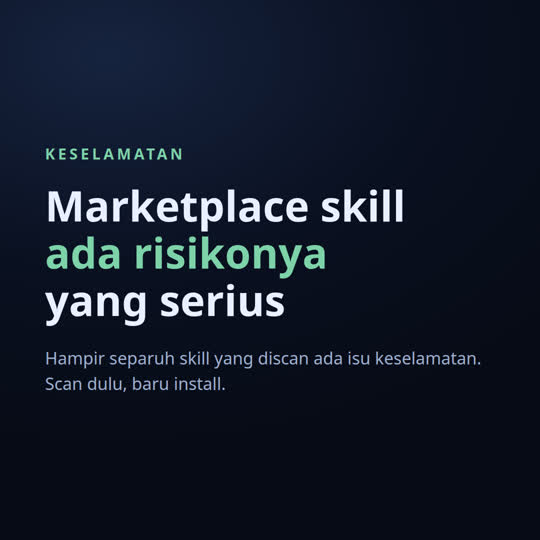 KESELAMATAN
Marketplace skill
ada risikonya
yang serius
Hampir separuh skill yang discan ada isu keselamatan.
Scan dulu, baru install.